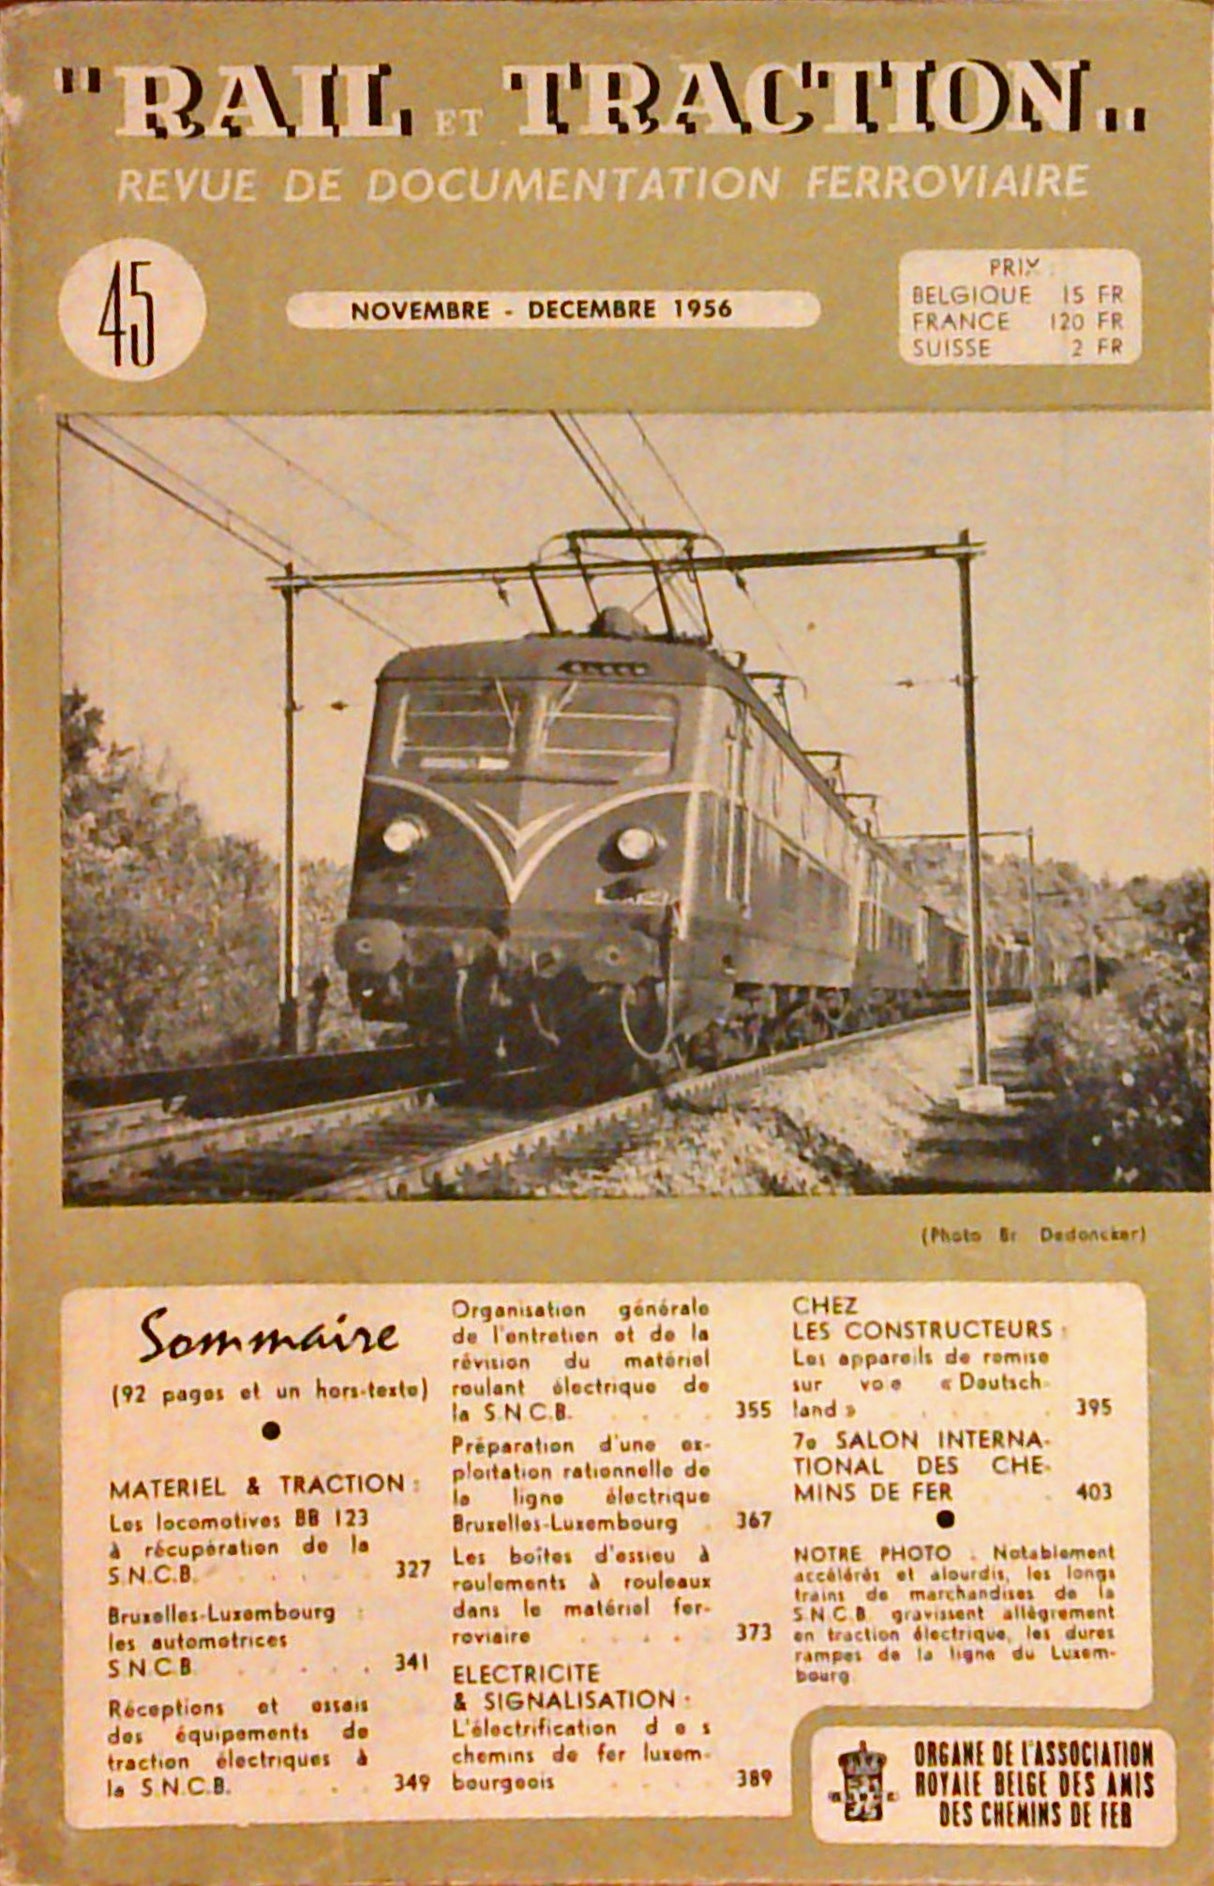 "RAIL ET TRACTION"
REVUE DE DOCUMENTATION FERROVIAIRE
45
NOVEMBRE - DECEMBRE 1956
PRIX :
BELGIQUE 15 FR
FRANCE 120 FR
SUISSE 2 FR
(Photo Br Dedoncker)
Sommaire
(92 pages et un hors-texte)
MATERIEL & TRACTION :
Les locomotives BB 123
à récupération de la
S.N.C.B. . . . . 327
Bruxelles-Luxembourg :
les automotrices
S.N.C.B. . . . . . 341
Réceptions et essais
des équipements de
traction électriques à
la S.N.C.B. . 349
Organisation générale
de l'entretien et de la
révision du matériel
roulant électrique de
la S.N.C.B. . . . . 355
Préparation d'une ex-
ploitation rationnelle de
la ligne électrique
Bruxelles-Luxembourg . 367
Les boîtes d'essieu à
roulements à rouleaux
dans le matériel fer-
roviaire . . . . 373
ELECTRICITE
& SIGNALISATION :
L'électrification des
chemins de fer luxem-
bourgeois . . . . 389
CHEZ
LES CONSTRUCTEURS :
Les appareils de remise
sur voie « Deutsch-
land » . . . . . 395
7e SALON INTERNA-
TIONAL DES CHE-
MINS DE FER . 403
NOTRE PHOTO : Notablement
accélérés et alourdis, les longs
trains de marchandises de la
S.N.C.B. gravissent allègrement
en traction électrique, les dures
rampes de la ligne du Luxem-
bourg.
ORGANE DE L'ASSOCIATION
ROYALE BELGE DES AMIS
DES CHEMINS DE FER